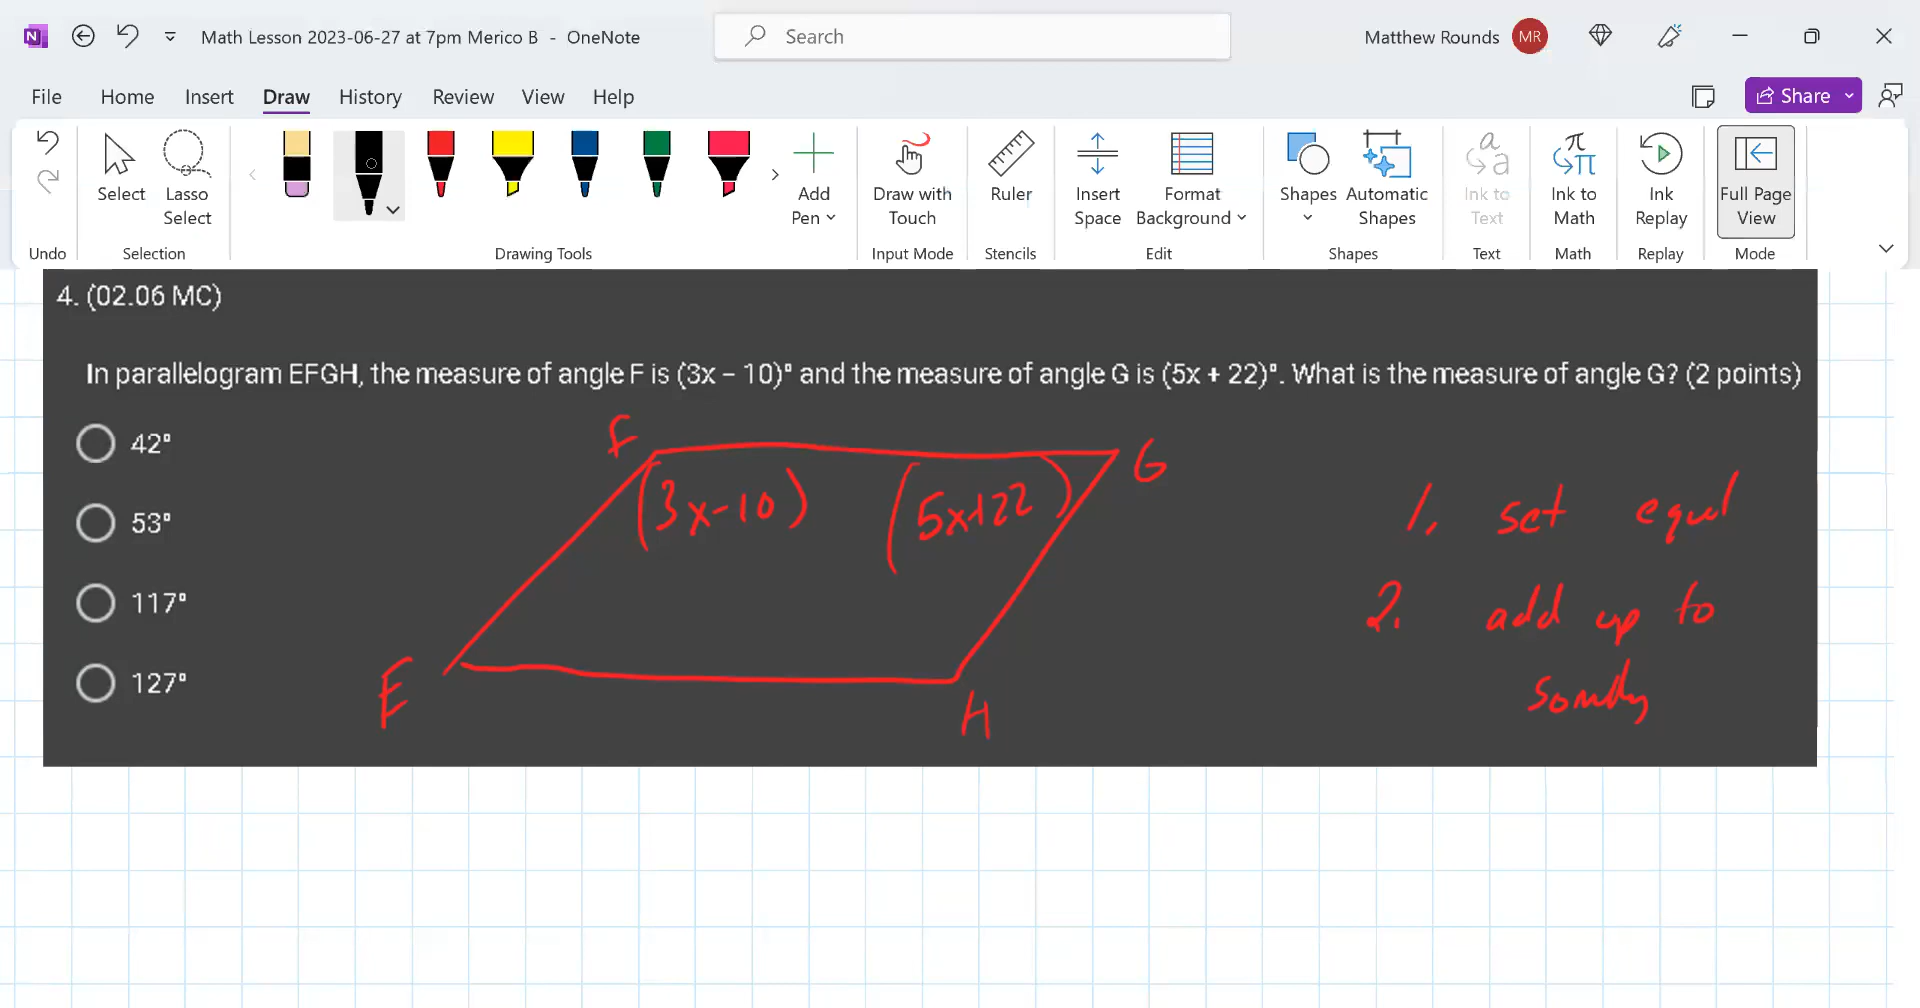 Math Lesson 2023-06-27 at 7pm Merico B - OneNote
Search
Matthew Rounds
MR
File Home Insert Draw History Review View Help
Share
Select
Lasso Select
Add Pen
Draw with Touch
Ruler
Insert Space
Format Background
Shapes
Automatic Shapes
Ink to Text
Ink to Math
Ink Replay
Full Page View
Undo Selection Drawing Tools Input Mode Stencils Edit Shapes Text Math Replay Mode
4. (02.06 MC)
In parallelogram EFGH, the measure of angle F is (3x − 10)° and the measure of angle G is (5x + 22)°. What is the measure of angle G? (2 points)
42°
53°
117°
127°
F
G
(3x-10) (5x+22)
E
H
1. set equal
2. add up to